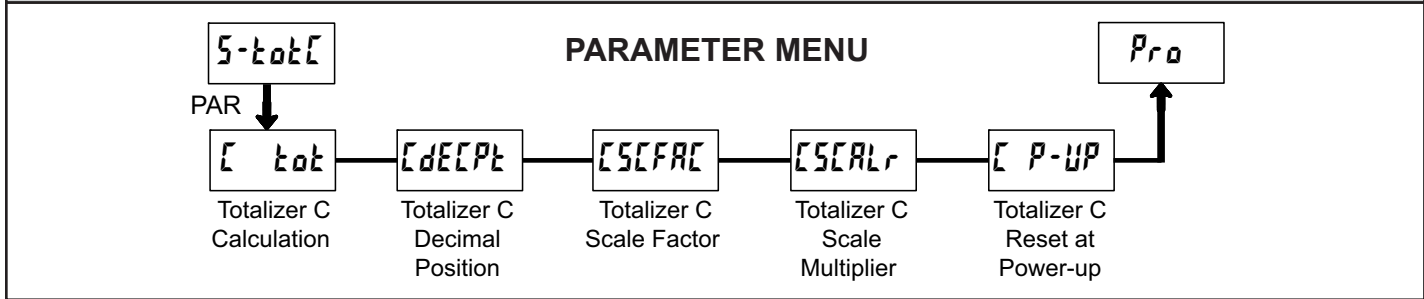 5-totC
PARAMETER MENU
Pro
PAR
C tot
CdECPt
CSCFAC
CSCALr
C P-UP
Totalizer C
Calculation
Totalizer C
Decimal
Position
Totalizer C
Scale Factor
Totalizer C
Scale
Multiplier
Totalizer C
Reset at
Power-up